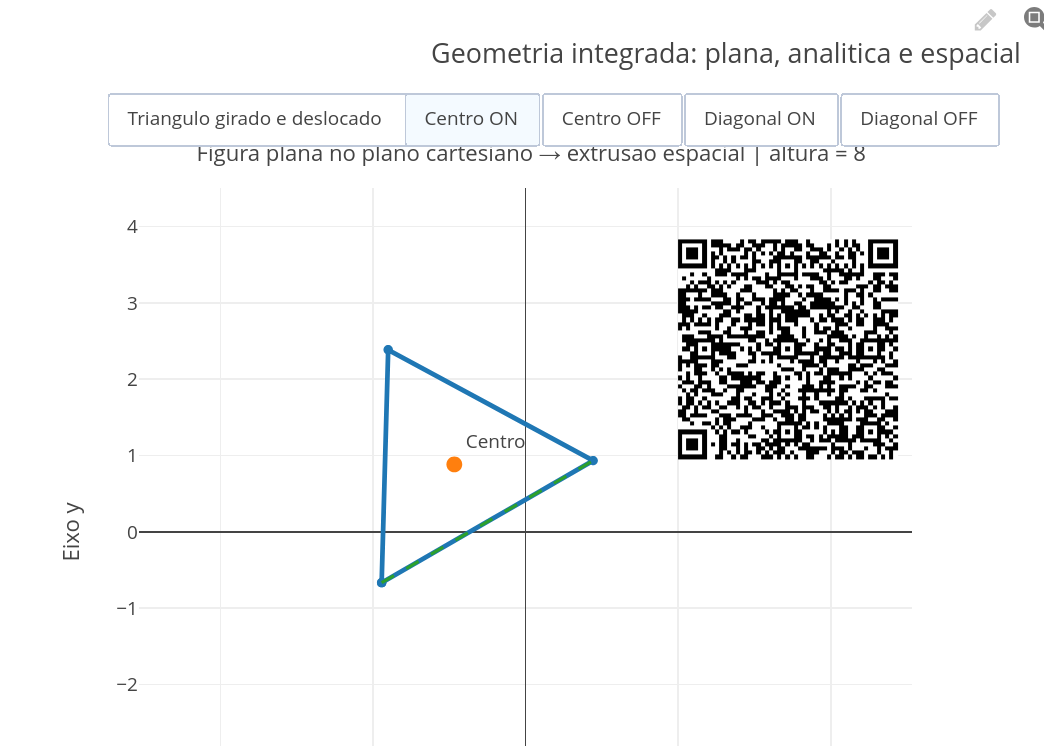 Geometria integrada: plana, analitica e espacial
Triangulo girado e deslocado
Centro ON
Centro OFF
Diagonal ON
Diagonal OFF
Figura plana no plano cartesiano → extrusao espacial | altura = 8
4
3
2
1
0
−1
−2
Eixo y
Centro